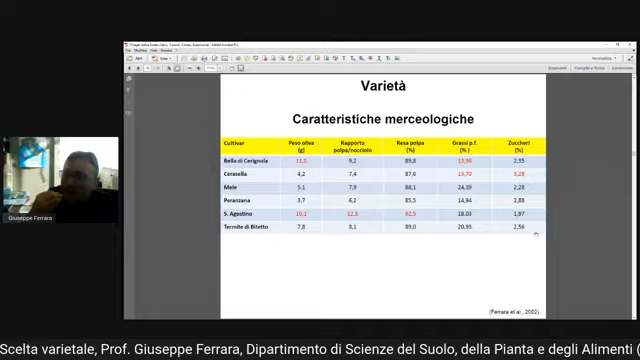 Varietà
Caratteristiche merceologiche
Cultivar Peso oliva (g) Rapporto polpa/nocciolo Resa polpa (%) Grassi p.f. (%) Zuccheri (%)
Bella di Cerignola 11,0 9,2 89,8 13,96 2,35
Cerasella 4,2 7,4 87,6 13,70 3,28
Mele 5,1 7,9 88,1 24,39 2,28
Peranzana 3,7 6,2 85,5 14,94 2,88
S. Agostino 10,1 12,5 92,5 18.03 1,97
Termite di Bitetto 7,8 8,1 89,0 20,93 2,56
(Ferrara et al., 2002)
Giuseppe Ferrara
Scelta varietale, Prof. Giuseppe Ferrara, Dipartimento di Scienze del Suolo, della Pianta e degli Alimenti (